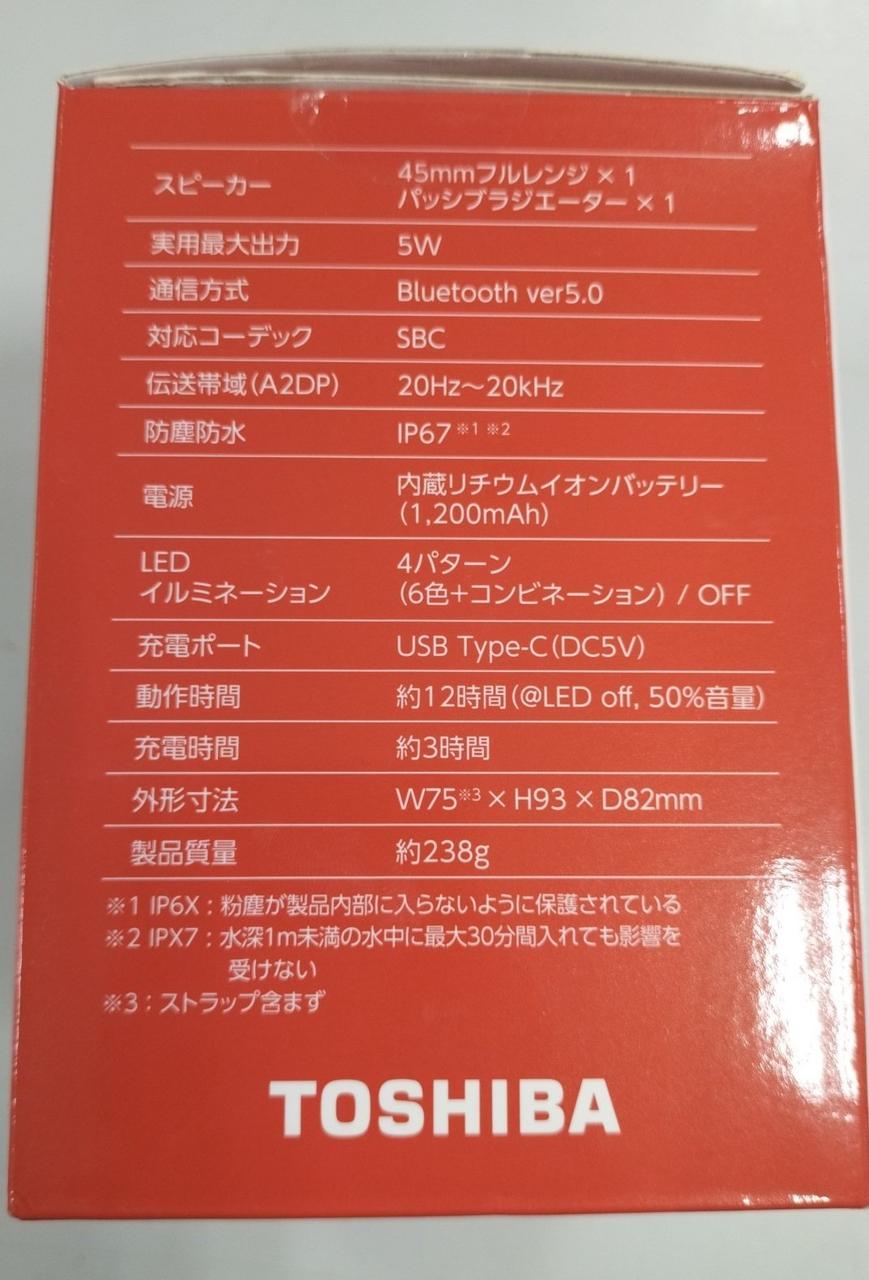 スピーカー 45mmフルレンジ × 1
パッシブラジエーター × 1
実用最大出力 5W
通信方式 Bluetooth ver5.0
対応コーデック SBC
伝送帯域(A2DP) 20Hz〜20kHz
防塵防水 IP67※1 ※2
電源 内蔵リチウムイオンバッテリー
(1,200mAh)
LED 4パターン
イルミネーション (6色+コンビネーション) / OFF
充電ポート USB Type-C(DC5V)
動作時間 約12時間(@LED off, 50%音量)
充電時間 約3時間
外形寸法 W75※3 × H93 × D82mm
製品質量 約238g
※1 IP6X : 粉塵が製品内部に入らないように保護されている
※2 IPX7 : 水深1m未満の水中に最大30分間入れても影響を
受けない
※3 : ストラップ含まず
TOSHIBA